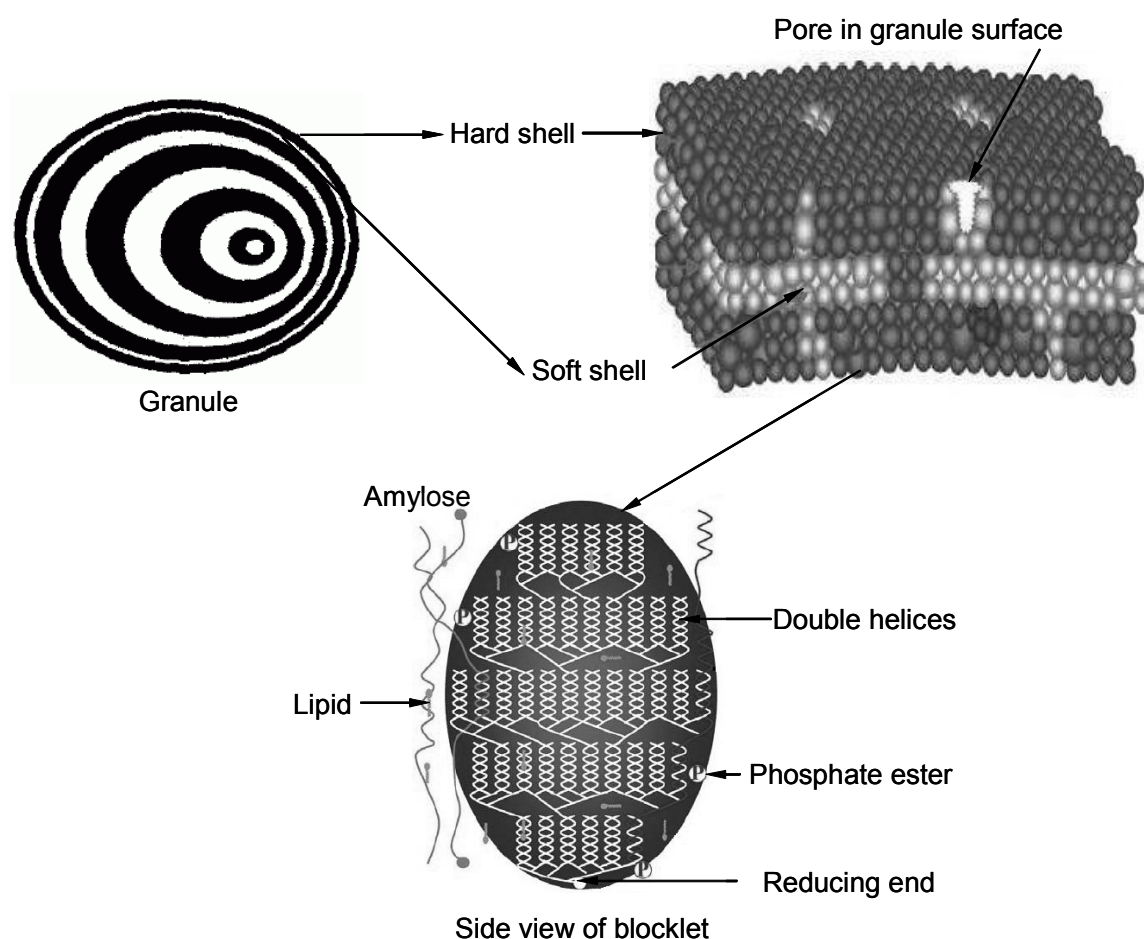 Pore in granule surface
Hard shell
Soft shell
Granule
Amylose
P
P
Double helices
Lipid
P
Phosphate ester
P
Reducing end
Side view of blocklet